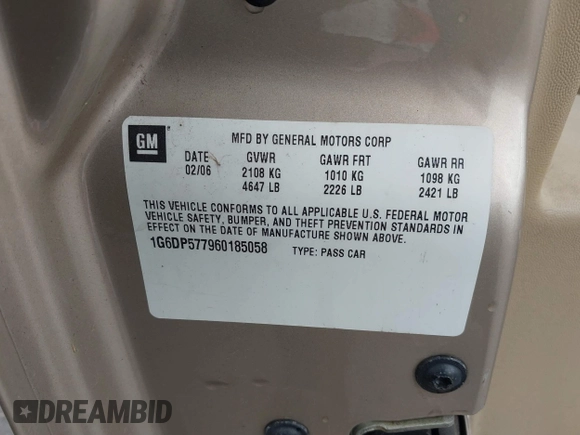 GM
MFD BY GENERAL MOTORS CORP
DATE GVWR GAWR FRT GAWR RR
02/06 2108 KG 1010 KG 1098 KG
4647 LB 2226 LB 2421 LB
THIS VEHICLE CONFORMS TO ALL APPLICABLE U.S. FEDERAL MOTOR
VEHICLE SAFETY, BUMPER, AND THEFT PREVENTION STANDARDS IN
EFFECT ON THE DATE OF MANUFACTURE SHOWN ABOVE.
1G6DP577960185058 TYPE: PASS CAR
DREAMBID